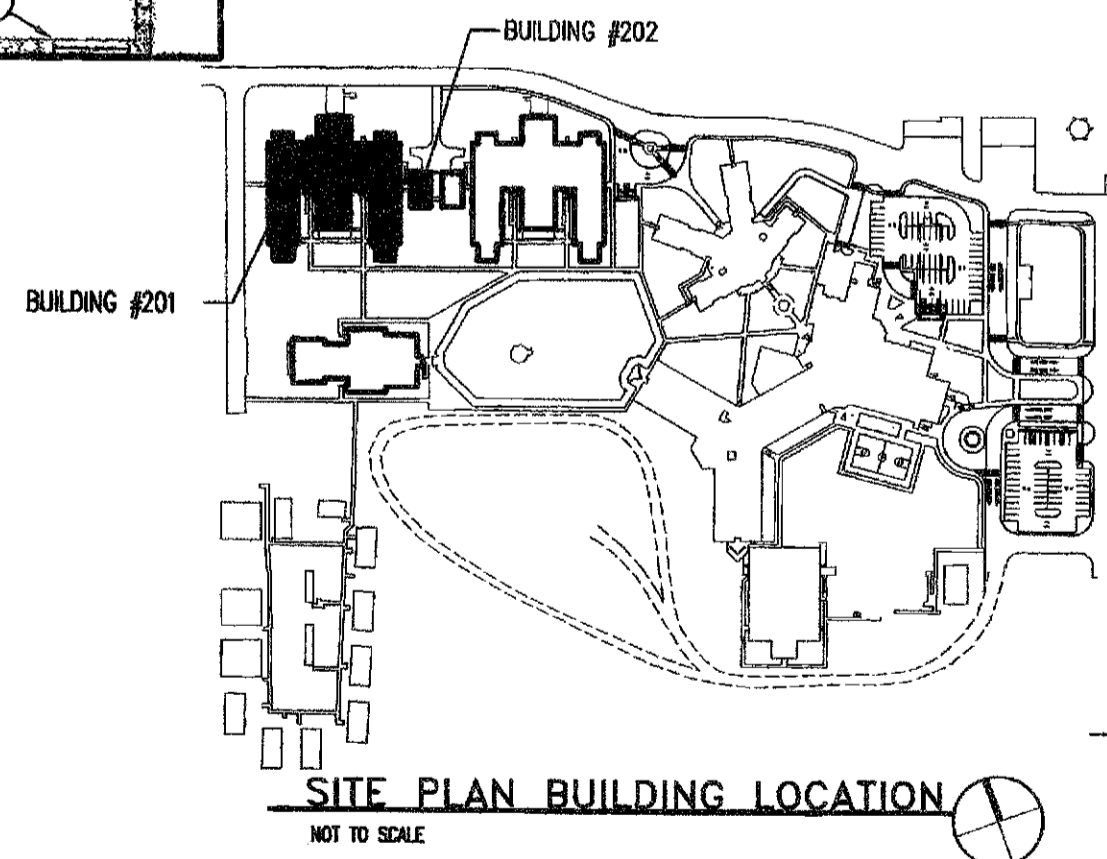 BUILDING #202
BUILDING #201
SITE PLAN BUILDING LOCATION
NOT TO SCALE